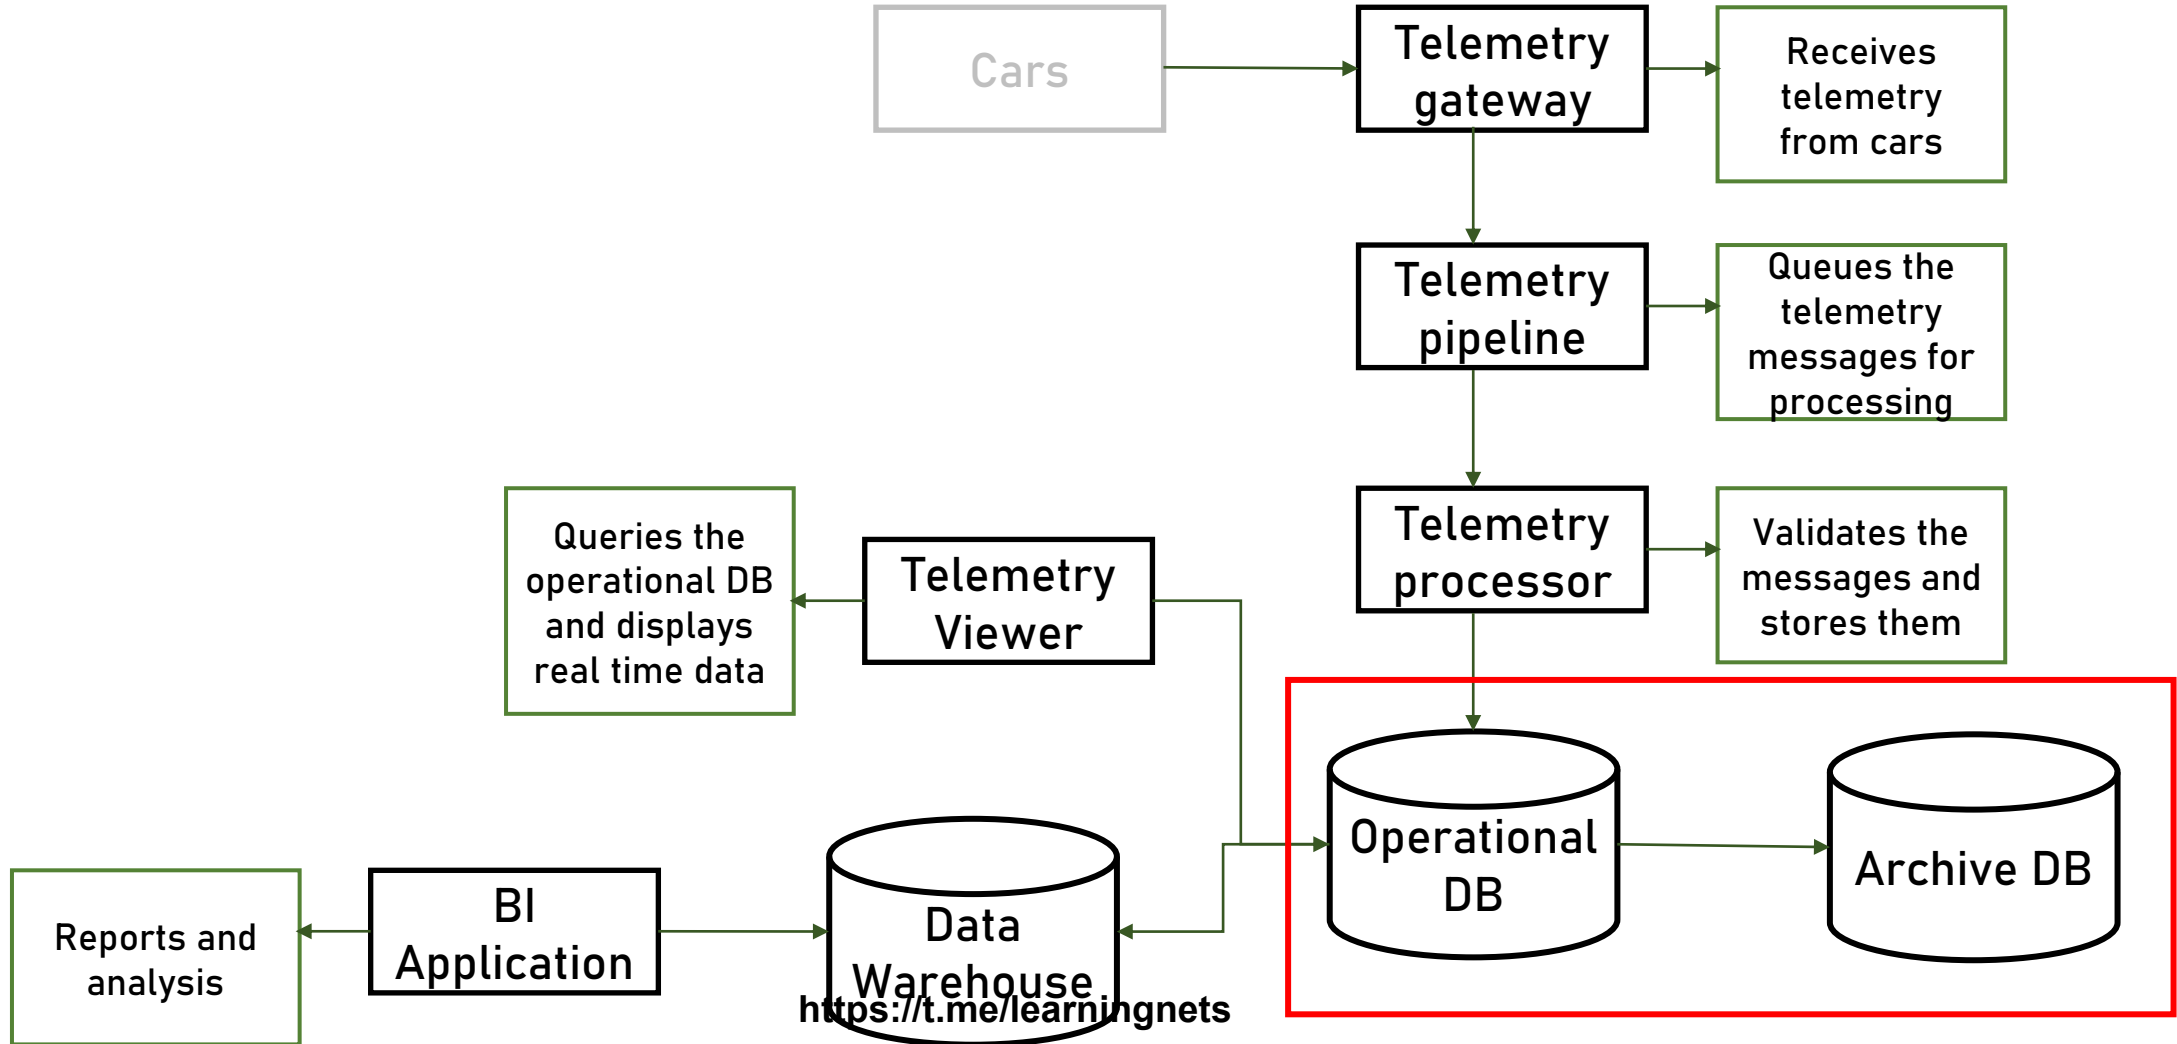 Cars
Telemetry
gateway
Receives
telemetry
from cars
Telemetry
pipeline
Queues the
telemetry
messages for
processing
Telemetry
processor
Validates the
messages and
stores them
Queries the
operational DB
and displays
real time data
Telemetry
Viewer
Operational
DB
Archive DB
Reports and
analysis
BI
Application
Data
Warehouse
https://t.me/learningnets